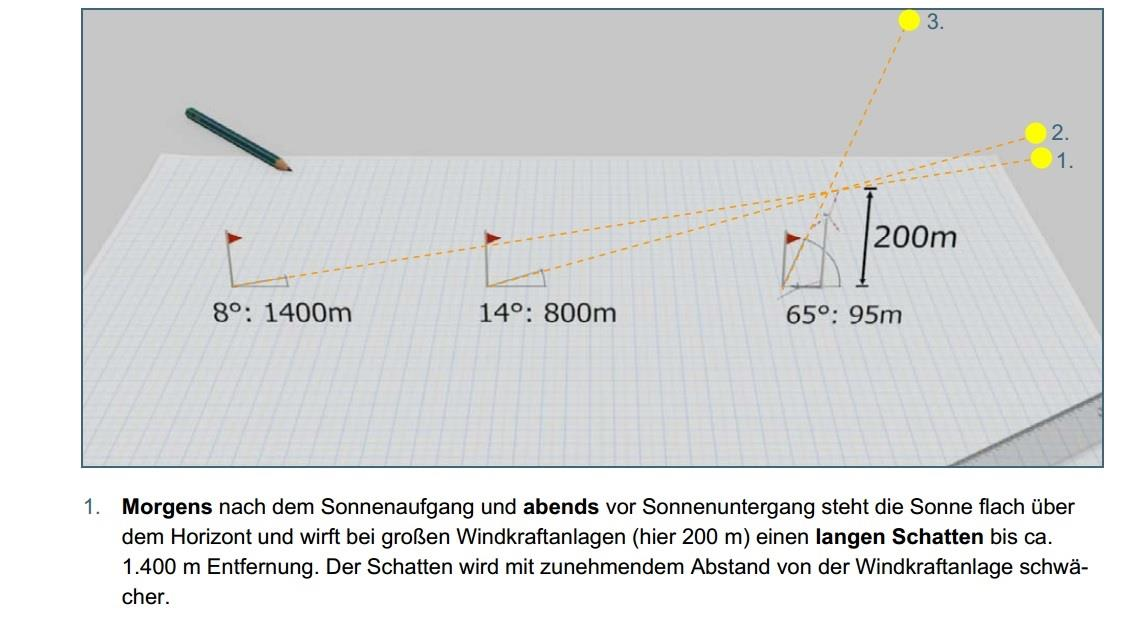 3.
2.
1.
200m
8°: 1400m
14°: 800m
65°: 95m
1. Morgens nach dem Sonnenaufgang und abends vor Sonnenuntergang steht die Sonne flach über
dem Horizont und wirft bei großen Windkraftanlagen (hier 200 m) einen langen Schatten bis ca.
1.400 m Entfernung. Der Schatten wird mit zunehmendem Abstand von der Windkraftanlage schwä-
cher.